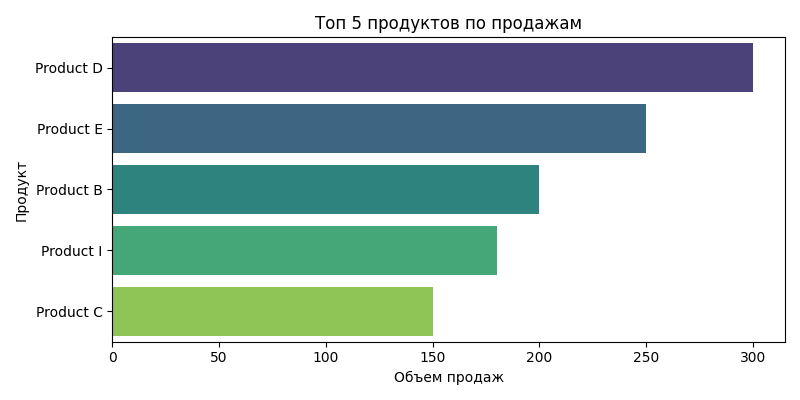 Топ 5 продуктов по продажам
Продукт
Product D
Product E
Product B
Product I
Product C
0 50 100 150 200 250 300
Объем продаж